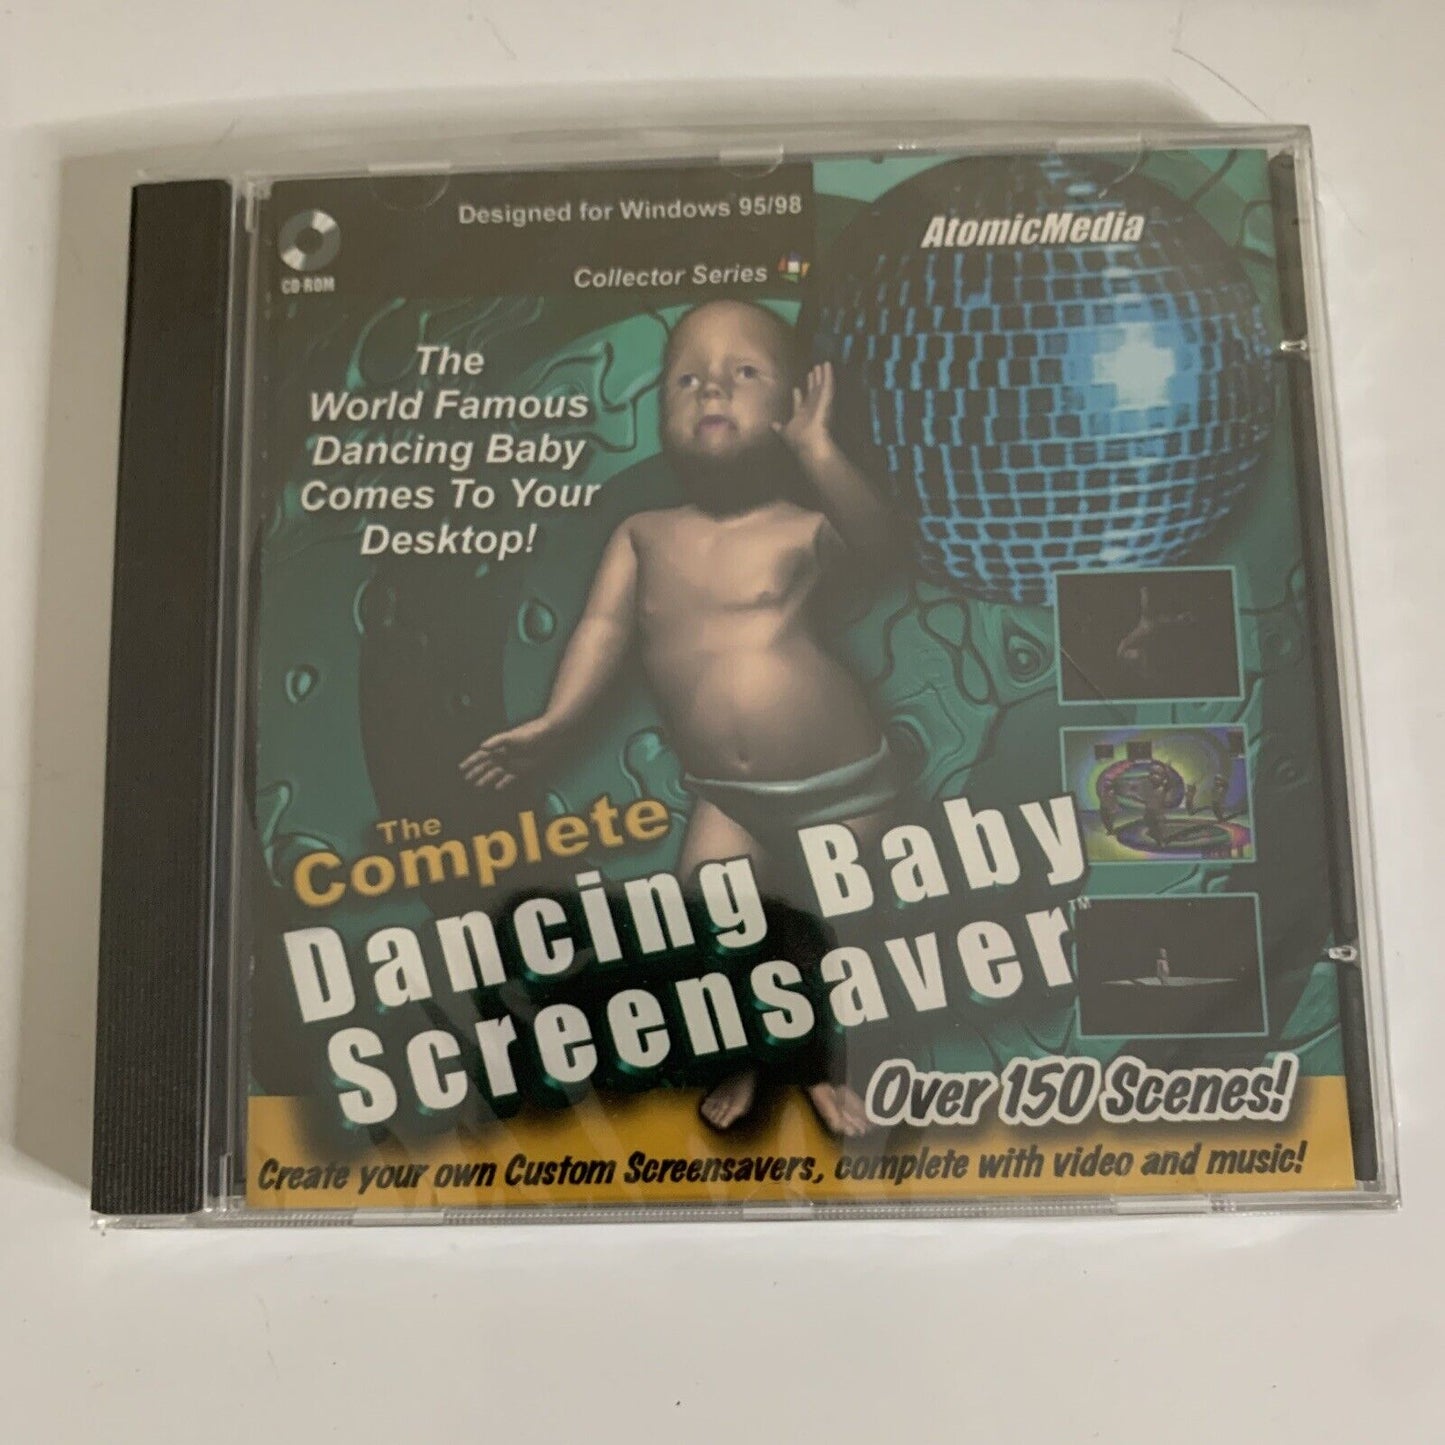 CD-ROM
Designed for Windows 95/98
Collector Series
AtomicMedia
The
World Famous
Dancing Baby
Comes To Your
Desktop!
The
Complete
Dancing Baby
Screensaver™
Over 150 Scenes!
Create your own Custom Screensavers, complete with video and music!